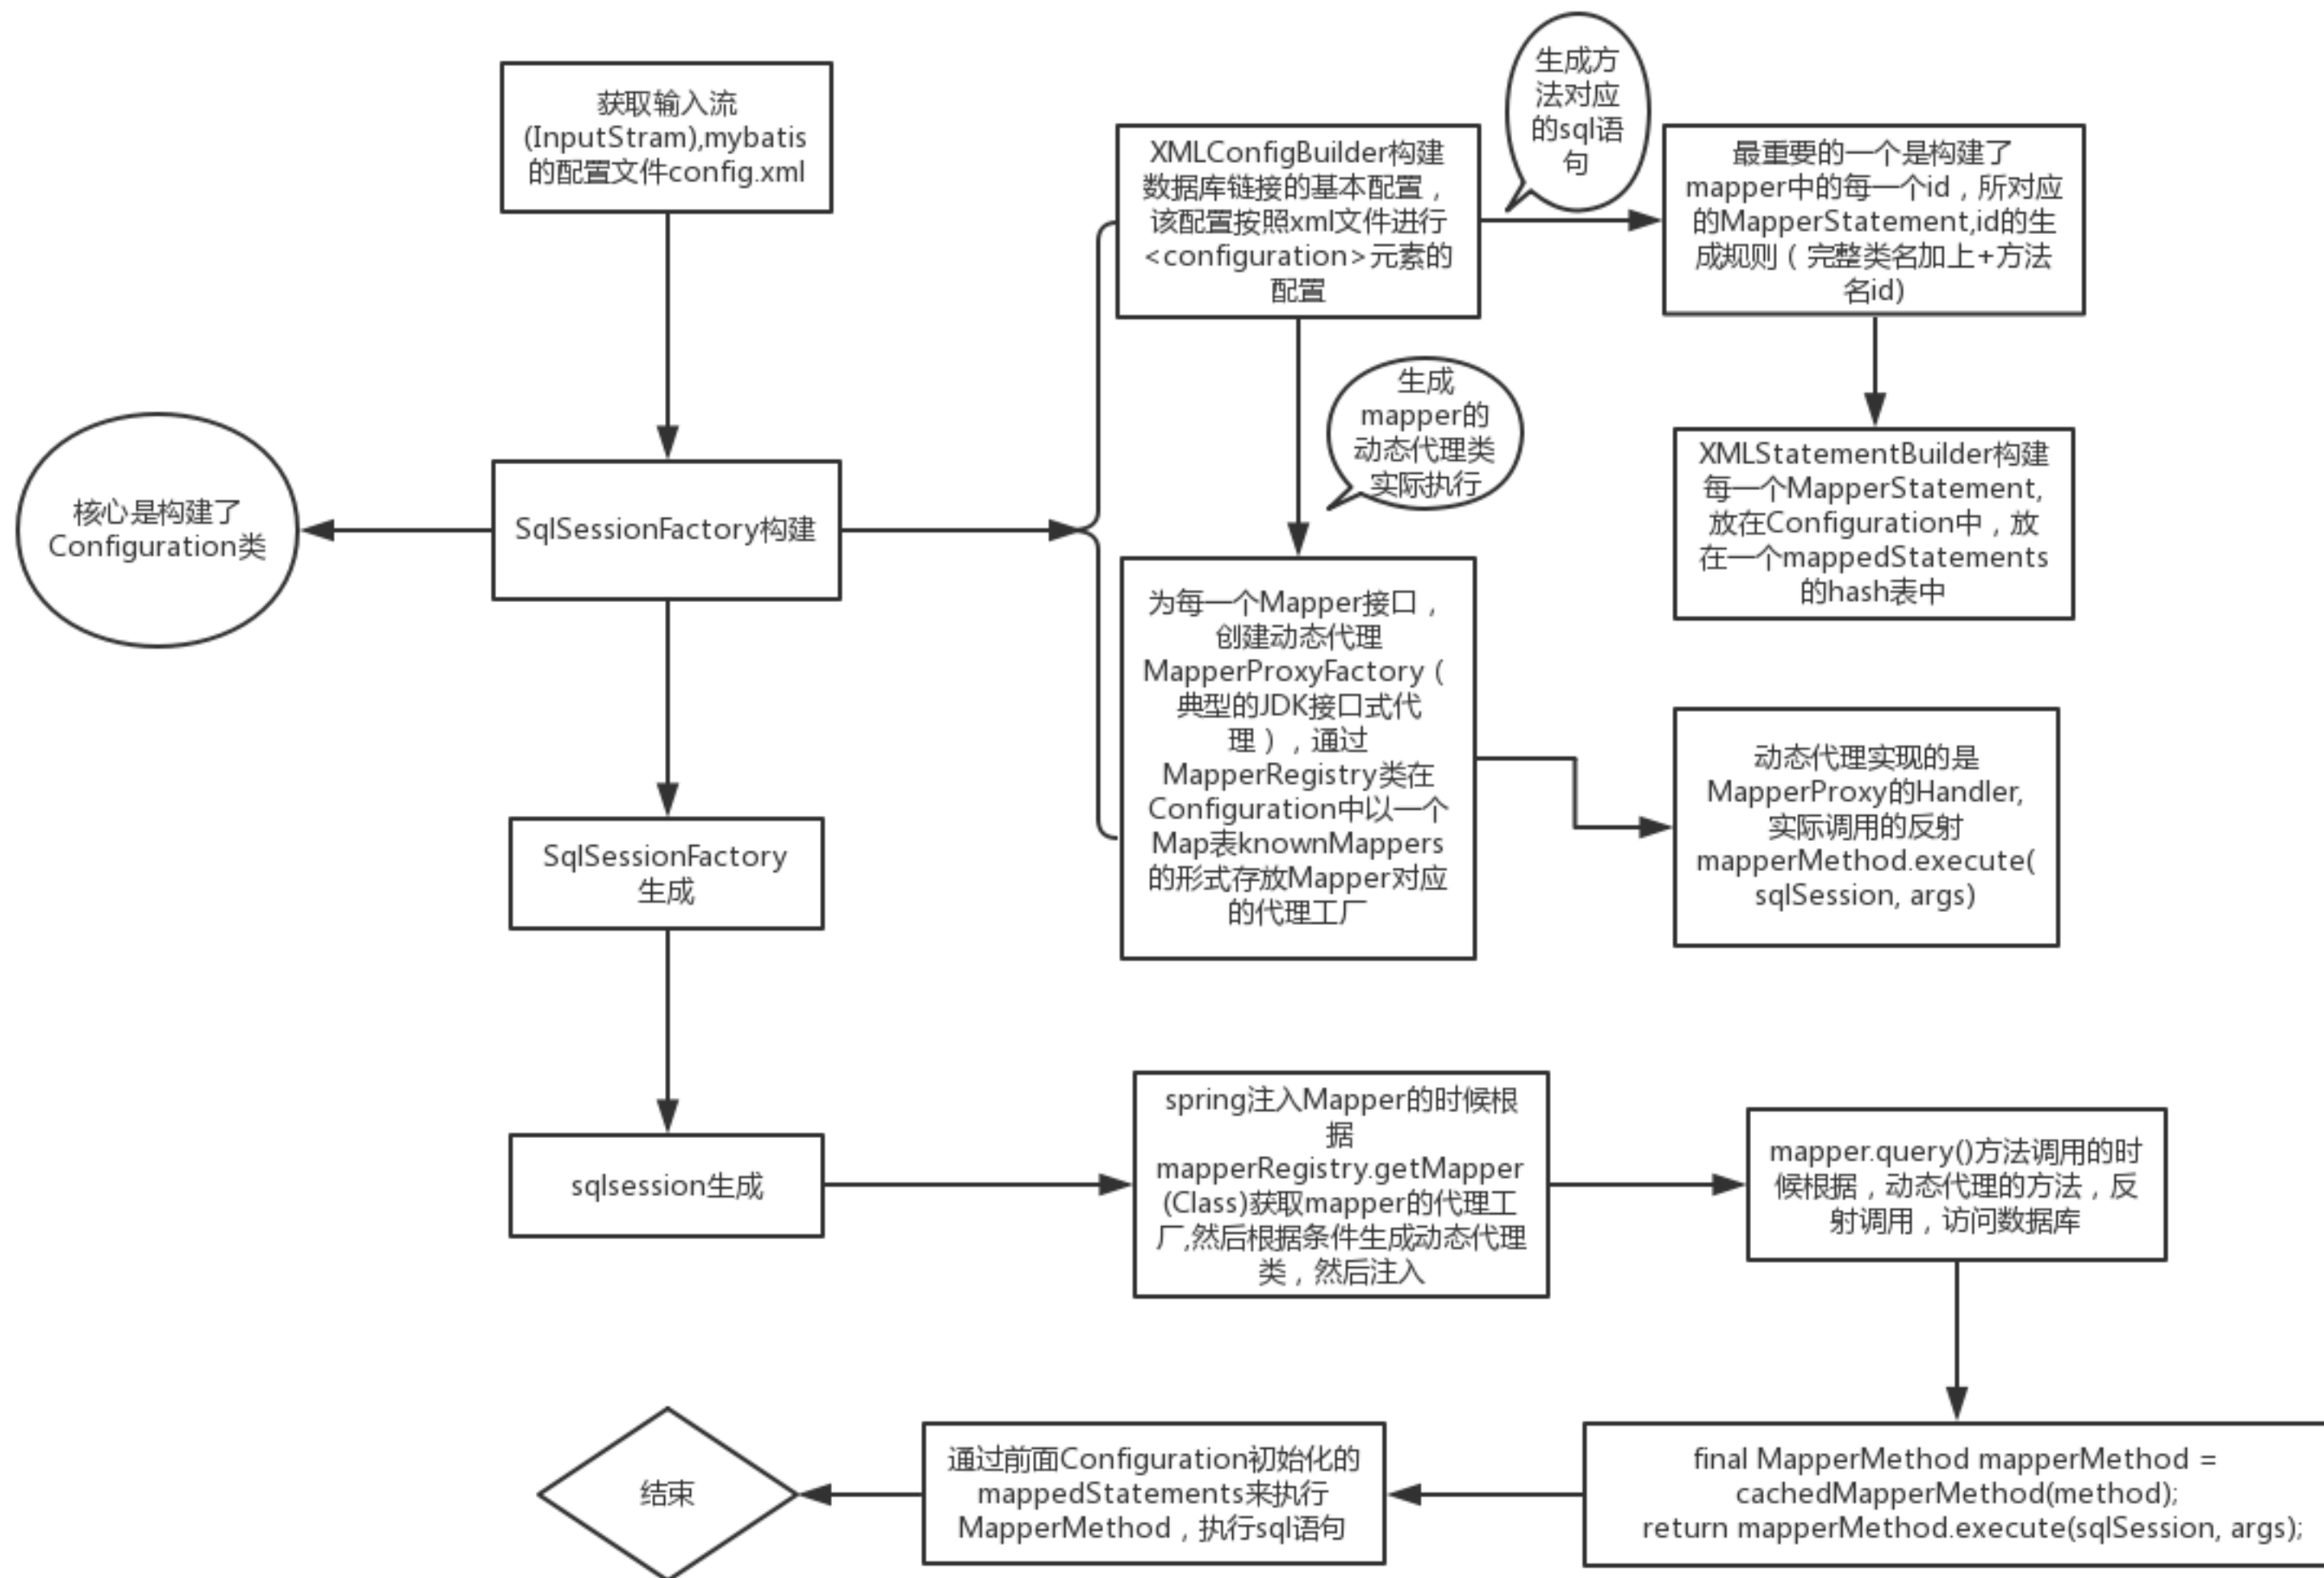 获取输入流
(InputStram),mybatis
的配置文件config.xml
生成方
法对应
的sql语
句
XMLConfigBuilder构建
数据库链接的基本配置，
该配置按照xml文件进行
<configuration>元素的
配置
最重要的一个是构建了
mapper中的每一个id，所对应
的MapperStatement,id的生
成规则（完整类名加上+方法
名id)
生成
mapper的
动态代理类
实际执行
核心是构建了
Configuration类
SqlSessionFactory构建
XMLStatementBuilder构建
每一个MapperStatement,
放在Configuration中，放
在一个mappedStatements
的hash表中
为每一个Mapper接口，
创建动态代理
MapperProxyFactory（
典型的JDK接口式代
理），通过
MapperRegistry类在
Configuration中以一个
Map表knownMappers
的形式存放Mapper对应
的代理工厂
动态代理实现的是
MapperProxy的Handler,
实际调用的反射
mapperMethod.execute(
sqlSession, args)
SqlSessionFactory
生成
sqlsession生成
spring注入Mapper的时候根
据
mapperRegistry.getMapper
(Class)获取mapper的代理工
厂,然后根据条件生成动态代理
类，然后注入
mapper.query()方法调用的时
候根据，动态代理的方法，反
射调用，访问数据库
final MapperMethod mapperMethod =
cachedMapperMethod(method);
return mapperMethod.execute(sqlSession, args);
通过前面Configuration初始化的
mappedStatements来执行
MapperMethod，执行sql语句
结束